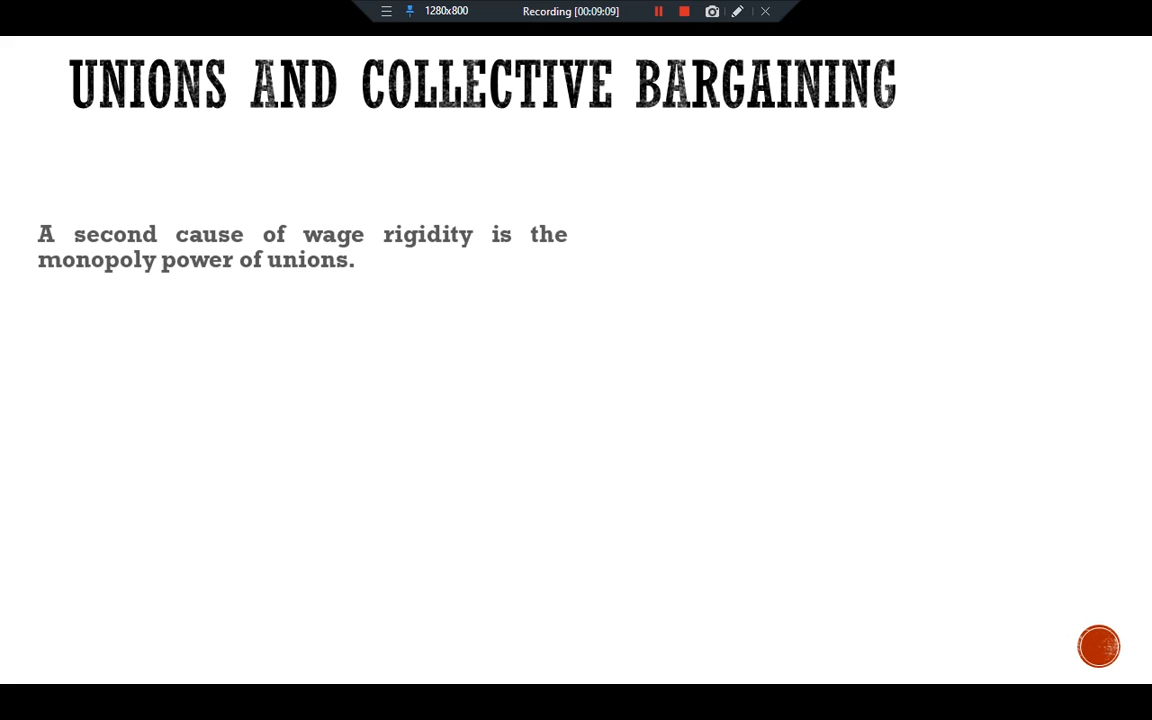 1280x800 Recording [00:09:09]
UNIONS AND COLLECTIVE BARGAINING
A second cause of wage rigidity is the
monopoly power of unions.